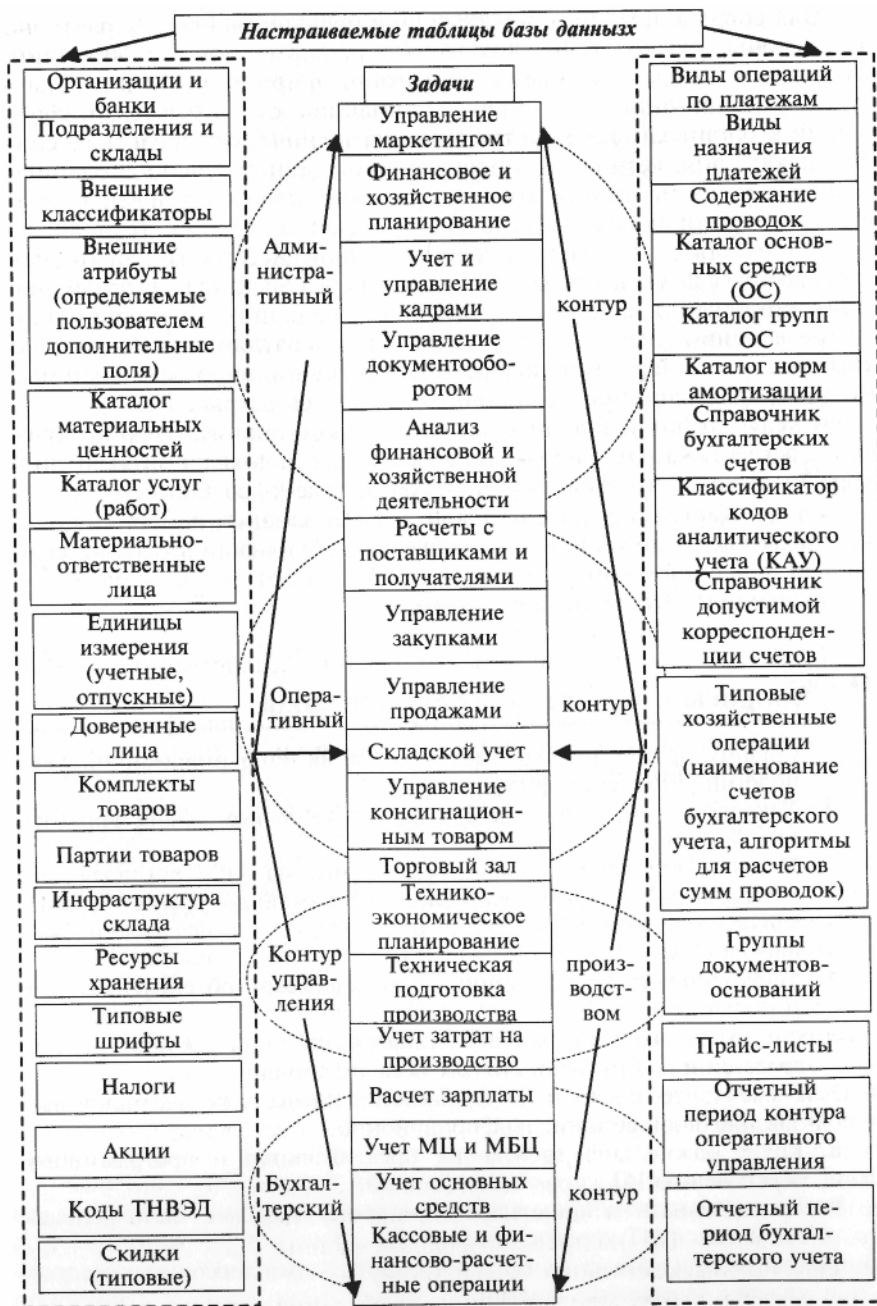 Настраиваемые таблицы базы данызх
Организации и
банки
Подразделения и
склады
Внешние
классификаторы
Внешние
атрибуты
(определяемые
пользователем
дополнительные
поля)
Каталог
материальных
ценностей
Каталог услуг
(работ)
Материально-
ответственные
лица
Единицы
измерения
(учетные,
отпускные)
Доверенные
лица
Комплекты
товаров
Партии товаров
Инфраструктура
склада
Ресурсы
хранения
Типовые
шрифты
Налоги
Акции
Коды ТНВЭД
Скидки
(типовые)
Адми-
нистра-
тивный
Опера-
тивный
Контур
управ-
ления
Бухгал-
терский
Задачи
Управление
маркетингом
Финансовое и
хозяйственное
планирование
Учет и
управление
кадрами
Управление
документообо-
ротом
Анализ
финансовой и
хозяйственной
деятельности
Расчеты с
поставщиками и
получателями
Управление
закупками
Управление
продажами
Складской учет
Управление
консигнацион-
ным товаром
Торговый зал
Технико-
экономическое
планирование
Техническая
подготовка
производства
Учет затрат на
производство
Расчет зарплаты
Учет МЦ и МБЦ
Учет основных
средств
Кассовые и фи-
нансово-расчет-
ные операции
контур
контур
произ-
водст-
вом
контур
Виды операций
по платежам
Виды
назначения
платежей
Содержание
проводок
Каталог основ-
ных средств
(ОС)
Каталог групп
ОС
Каталог норм
амортизации
Справочник
бухгалтерских
счетов
Классификатор
кодов
аналитического
учета (КАУ)
Справочник
допустимой
корреспонден-
ции счетов
Типовые
хозяйственные
операции
(наименование
счетов
бухгалтерского
учета, алгоритмы
для расчетов
сумм проводок)
Группы
документов-
оснований
Прайс-листы
Отчетный
период контура
оперативного
управления
Отчетный пе-
риод бухгал-
терского учета